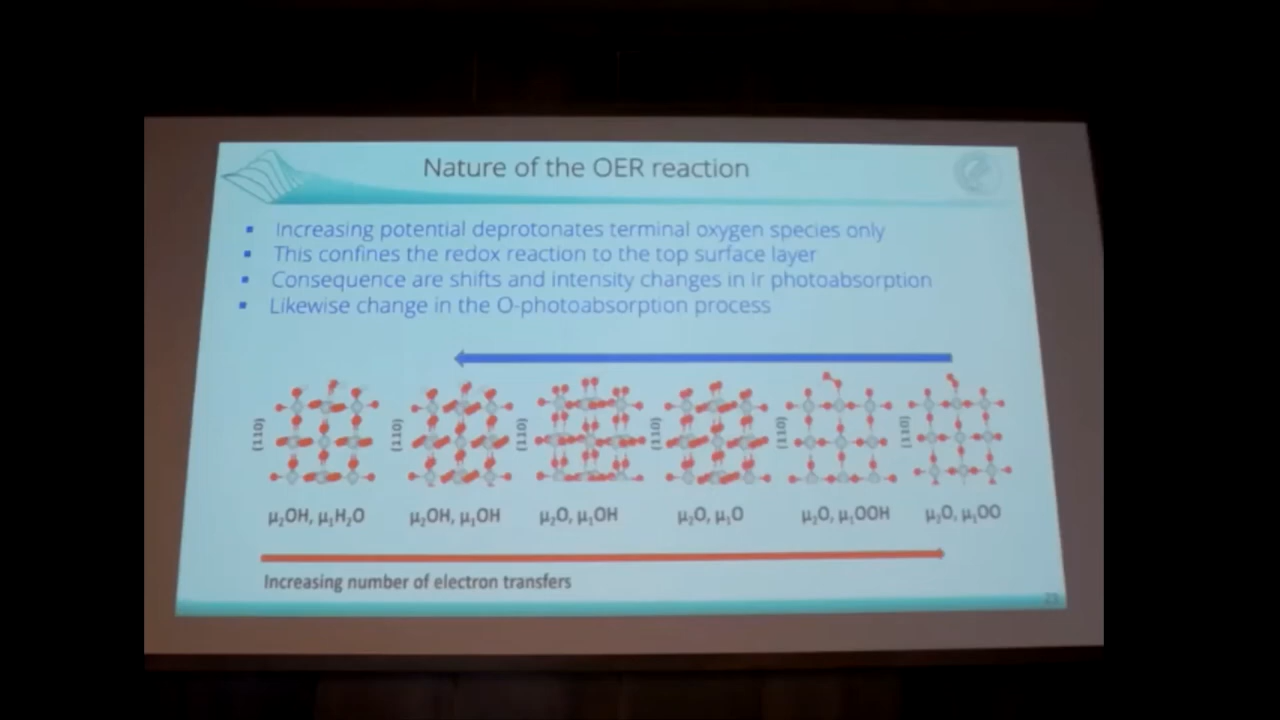 Nature of the OER reaction
▪ Increasing potential deprotonates terminal oxygen species only
▪ This confines the redox reaction to the top surface layer
▪ Consequence are shifts and intensity changes in Ir photoabsorption
▪ Likewise change in the O-photoabsorption process
(110) (110) (110) (110) (110) (110)
μ₂OH, μ₁H₂O μ₂OH, μ₁OH μ₂O, μ₁OH μ₂O, μ₁O μ₂O, μ₁OOH μ₂O, μ₁OO
Increasing number of electron transfers
23